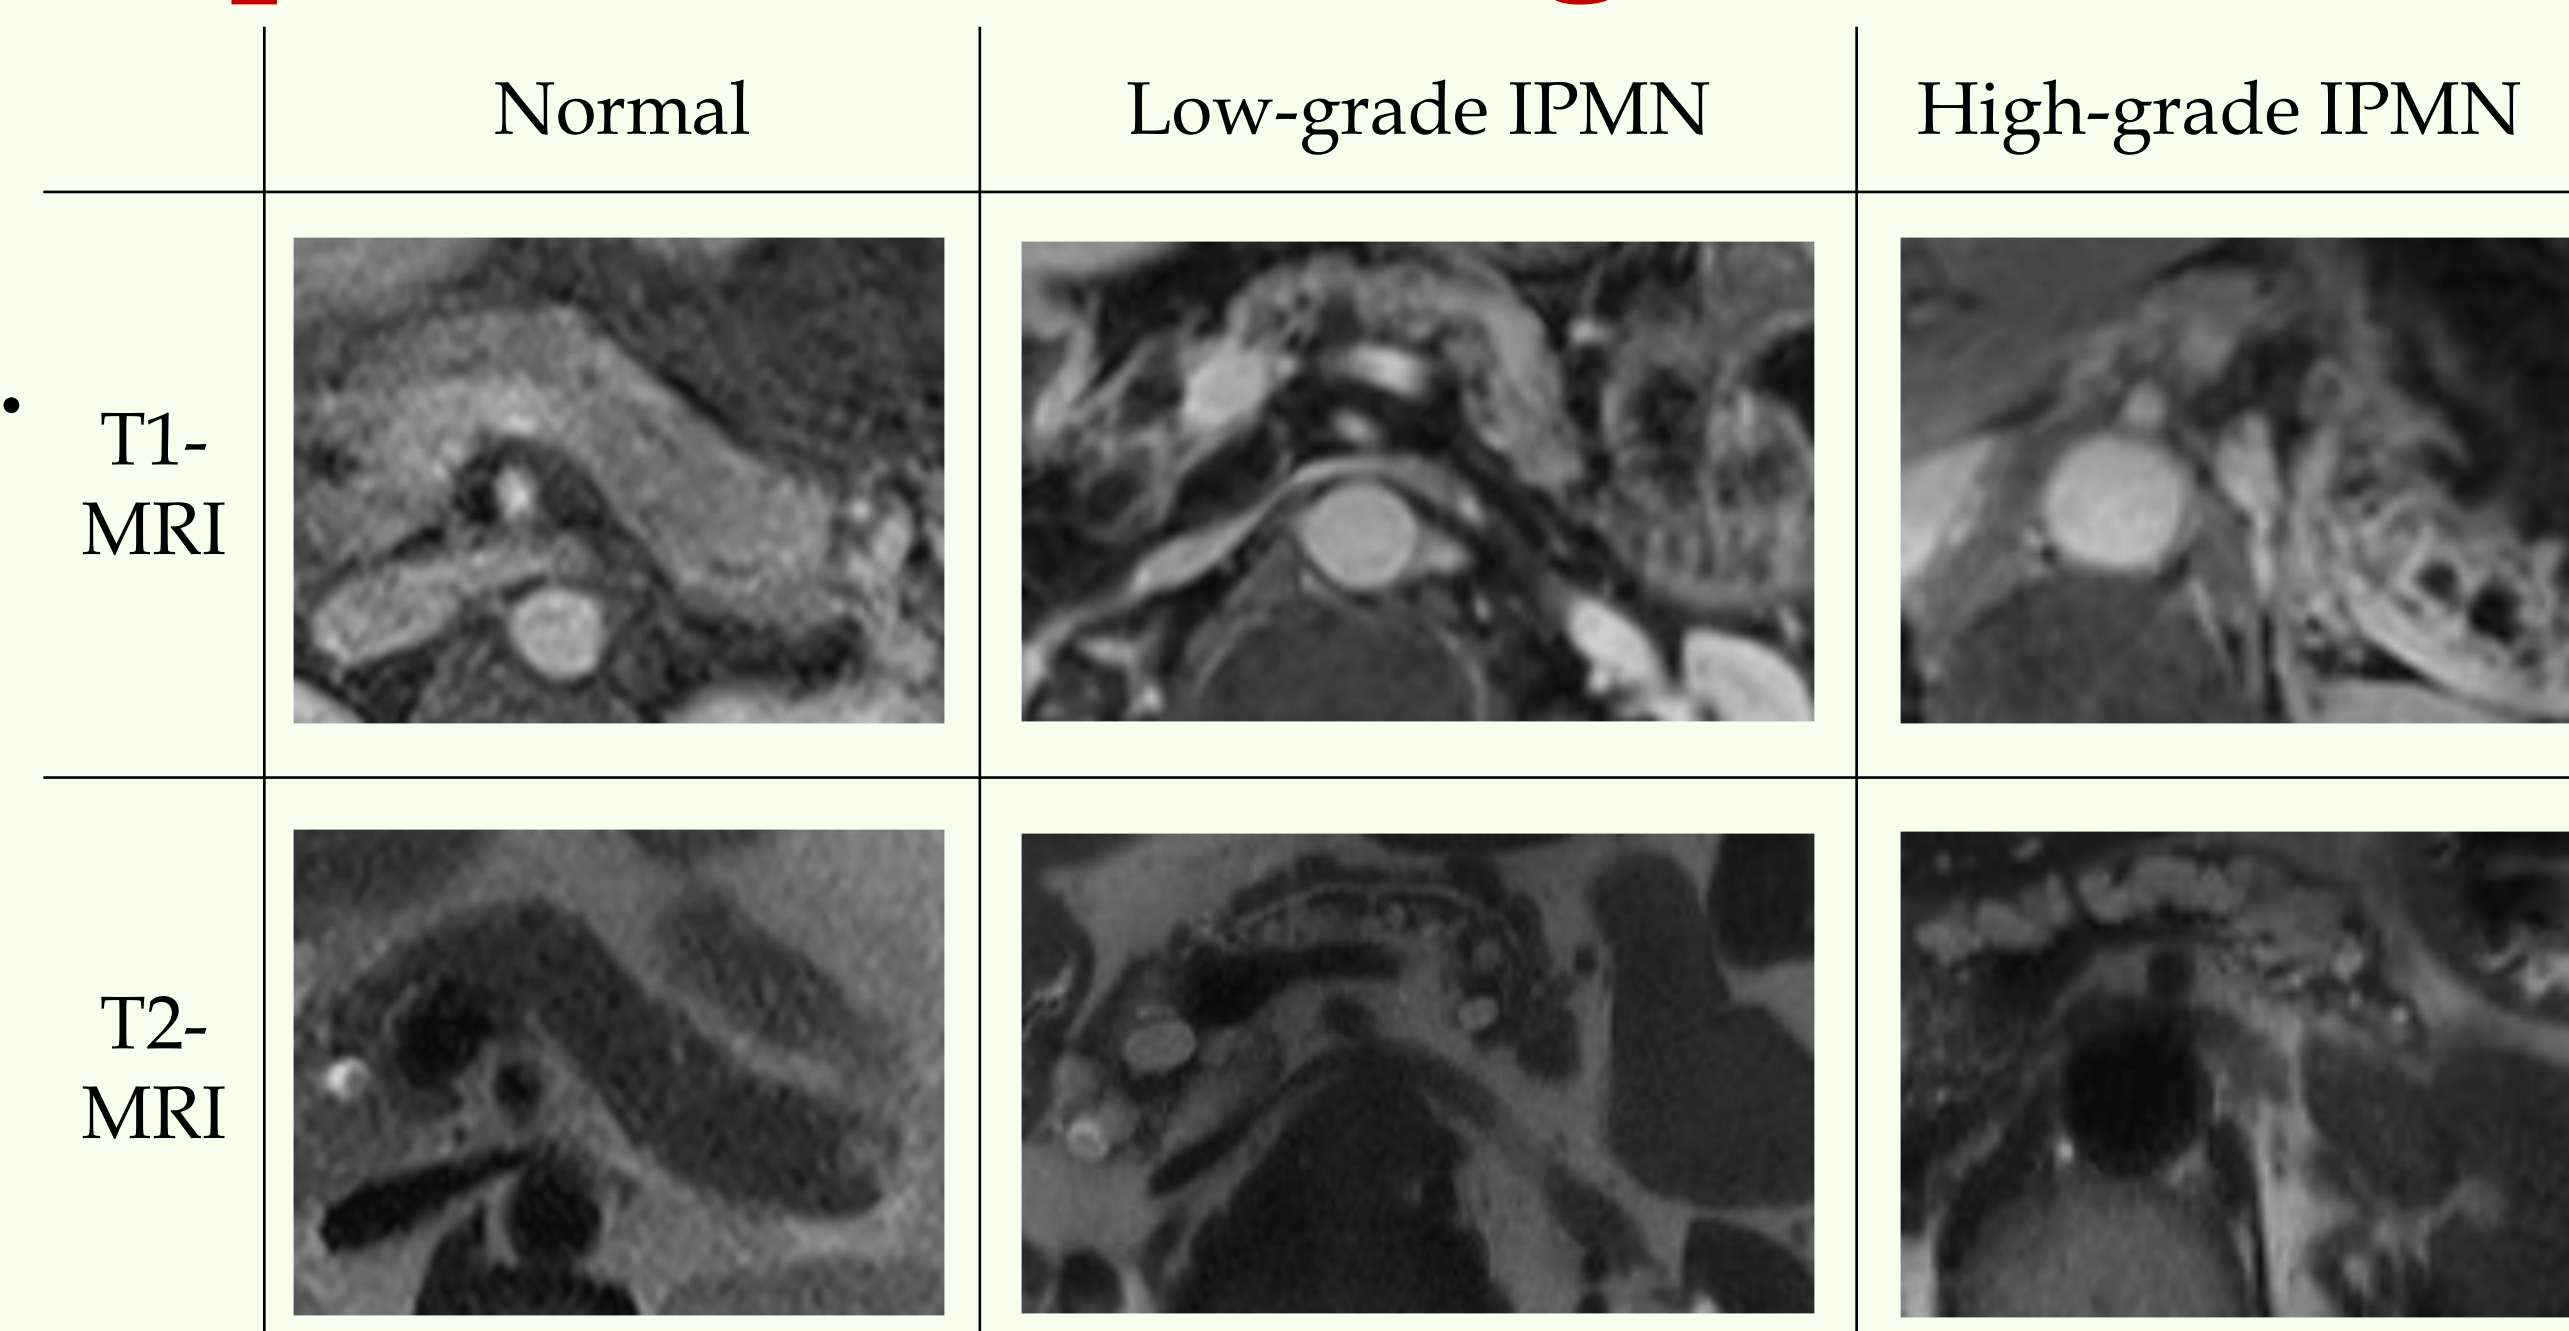 Normal
Low-grade IPMN
High-grade IPMN
•
T1-
MRI
T2-
MRI